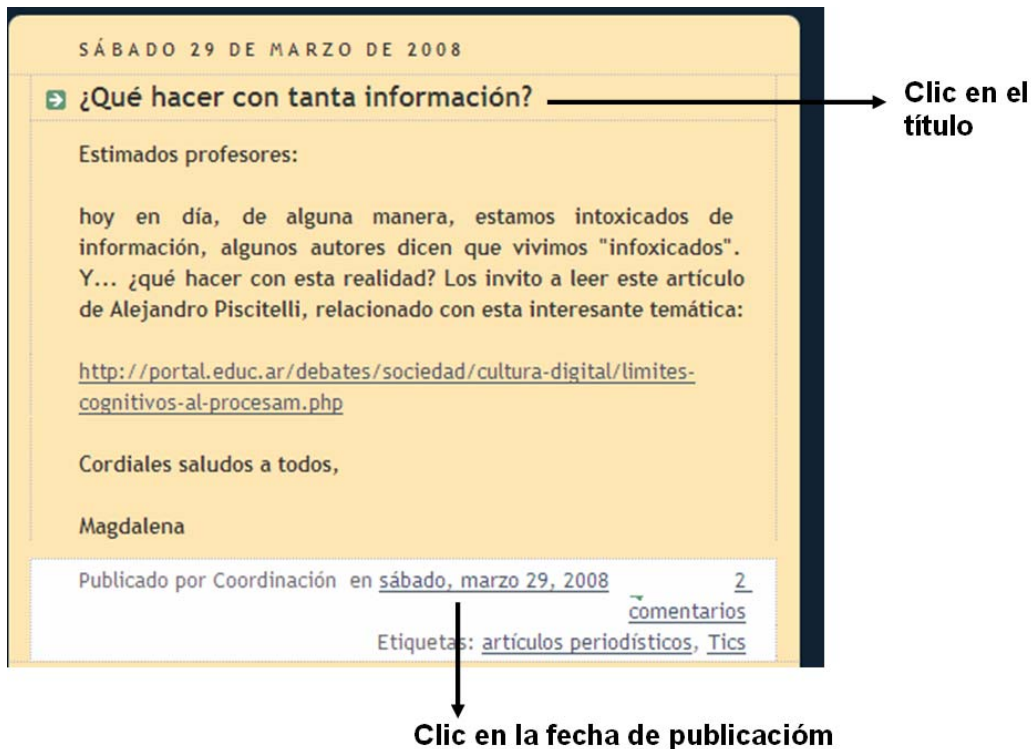 SÁBADO 29 DE MARZO DE 2008
¿Qué hacer con tanta información?
Clic en el
título
Estimados profesores:
hoy en día, de alguna manera, estamos intoxicados de
información, algunos autores dicen que vivimos "infoxicados".
Y... ¿qué hacer con esta realidad? Los invito a leer este artículo
de Alejandro Piscitelli, relacionado con esta interesante temática:
http://portal.educ.ar/debates/sociedad/cultura-digital/limites-
cognitivos-al-procesam.php
Cordiales saludos a todos,
Magdalena
Publicado por Coordinación en sábado, marzo 29, 2008 2
comentarios
Etiquetas: artículos periodísticos, Tics
Clic en la fecha de publicacióm